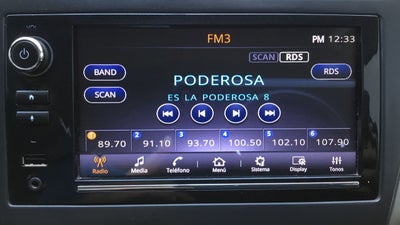 FM3
PM 12:33
SCAN RDS
BAND
PODEROSA
RDS
SCAN
ES LA PODEROSA 8
1 2 3 4 5 6
89.70 91.10 93.70 100.50 102.10 107.90
Radio Media Teléfono Menú Sistema Display Tonos